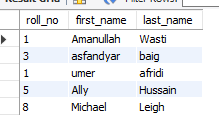 roll_no first_name last_name
1 Amanullah Wasti
3 asfandyar baig
1 umer afridi
5 Ally Hussain
8 Michael Leigh